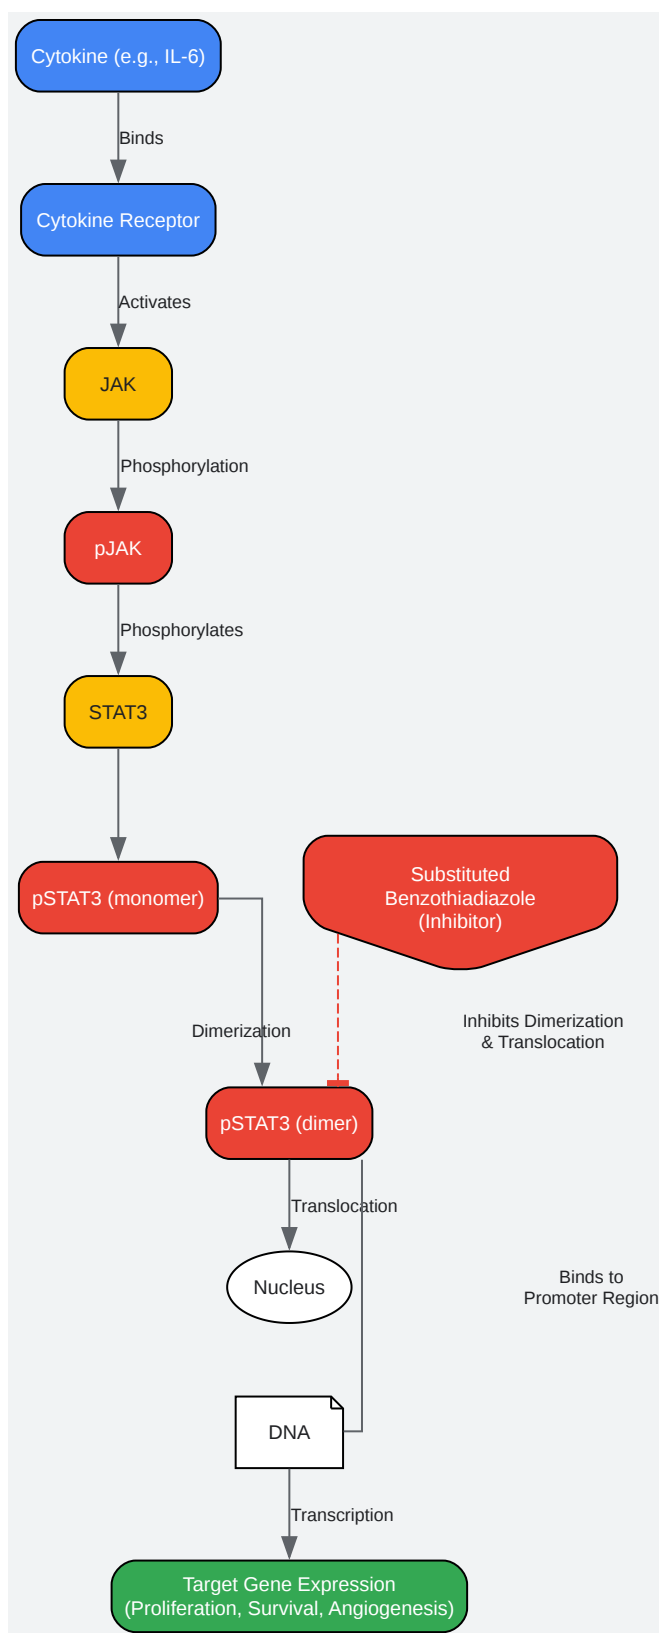 Cytokine (e.g., IL-6)
Binds
Cytokine Receptor
Activates
JAK
Phosphorylation
pJAK
Phosphorylates
STAT3
pSTAT3 (monomer)
Substituted
Benzothiadiazole
(Inhibitor)
Inhibits Dimerization
& Translocation
Dimerization
pSTAT3 (dimer)
Translocation
Nucleus
Binds to
Promoter Region
DNA
Transcription
Target Gene Expression
(Proliferation, Survival, Angiogenesis)